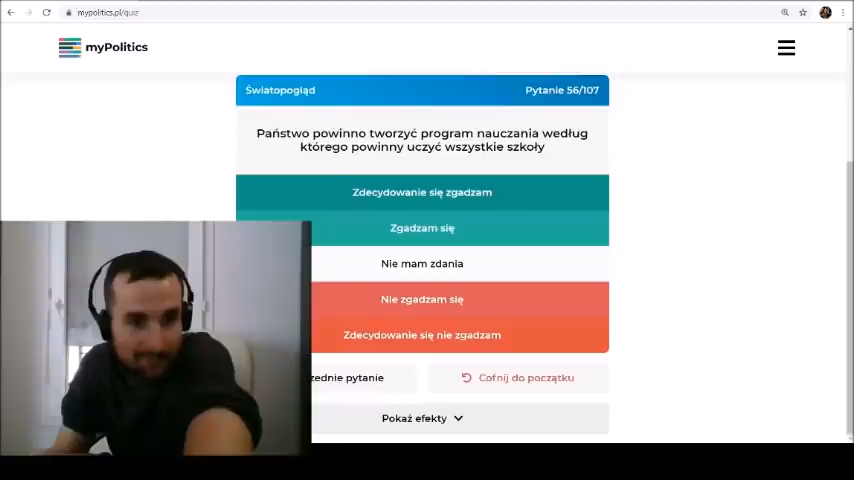 mypolitics.pl/quiz
myPolitics
Światopogląd
Pytanie 56/107
Państwo powinno tworzyć program nauczania według
którego powinny uczyć wszystkie szkoły
Zdecydowanie się zgadzam
Zgadzam się
Nie mam zdania
Nie zgadzam się
Zdecydowanie się nie zgadzam
pytanie
Cofnij do początku
Pokaż efekty